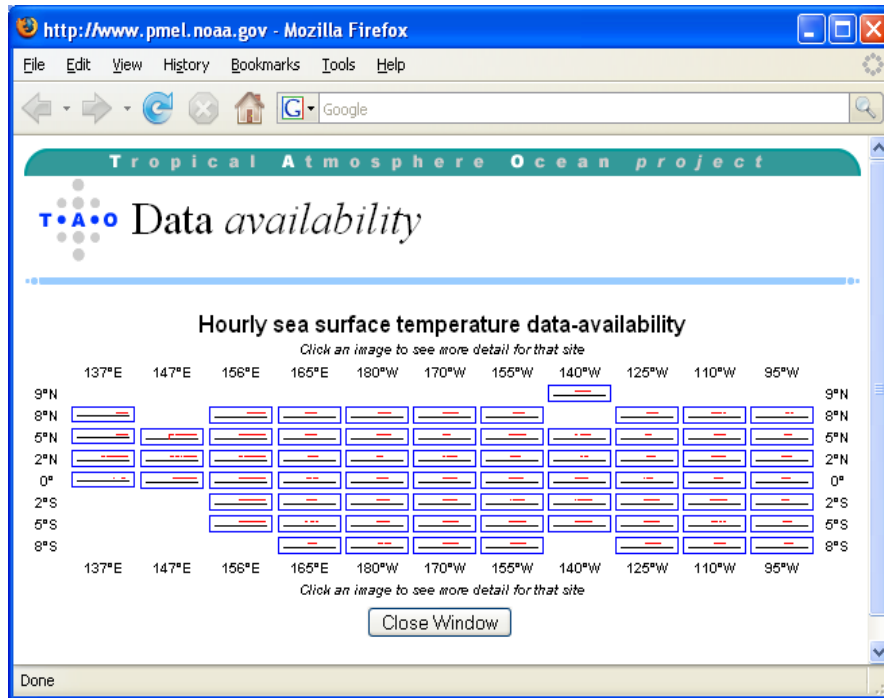 http://www.pmel.noaa.gov - Mozilla Firefox
File Edit View History Bookmarks Tools Help
G Google
Tropical Atmosphere Ocean project
T•A•O Data availability
Hourly sea surface temperature data-availability
Click an image to see more detail for that site
137°E 147°E 156°E 165°E 180°W 170°W 155°W 140°W 125°W 110°W 95°W
9°N 9°N
8°N 8°N
5°N 5°N
2°N 2°N
0° 0°
2°S 2°S
5°S 5°S
8°S 8°S
137°E 147°E 156°E 165°E 180°W 170°W 155°W 140°W 125°W 110°W 95°W
Click an image to see more detail for that site
Close Window
Done